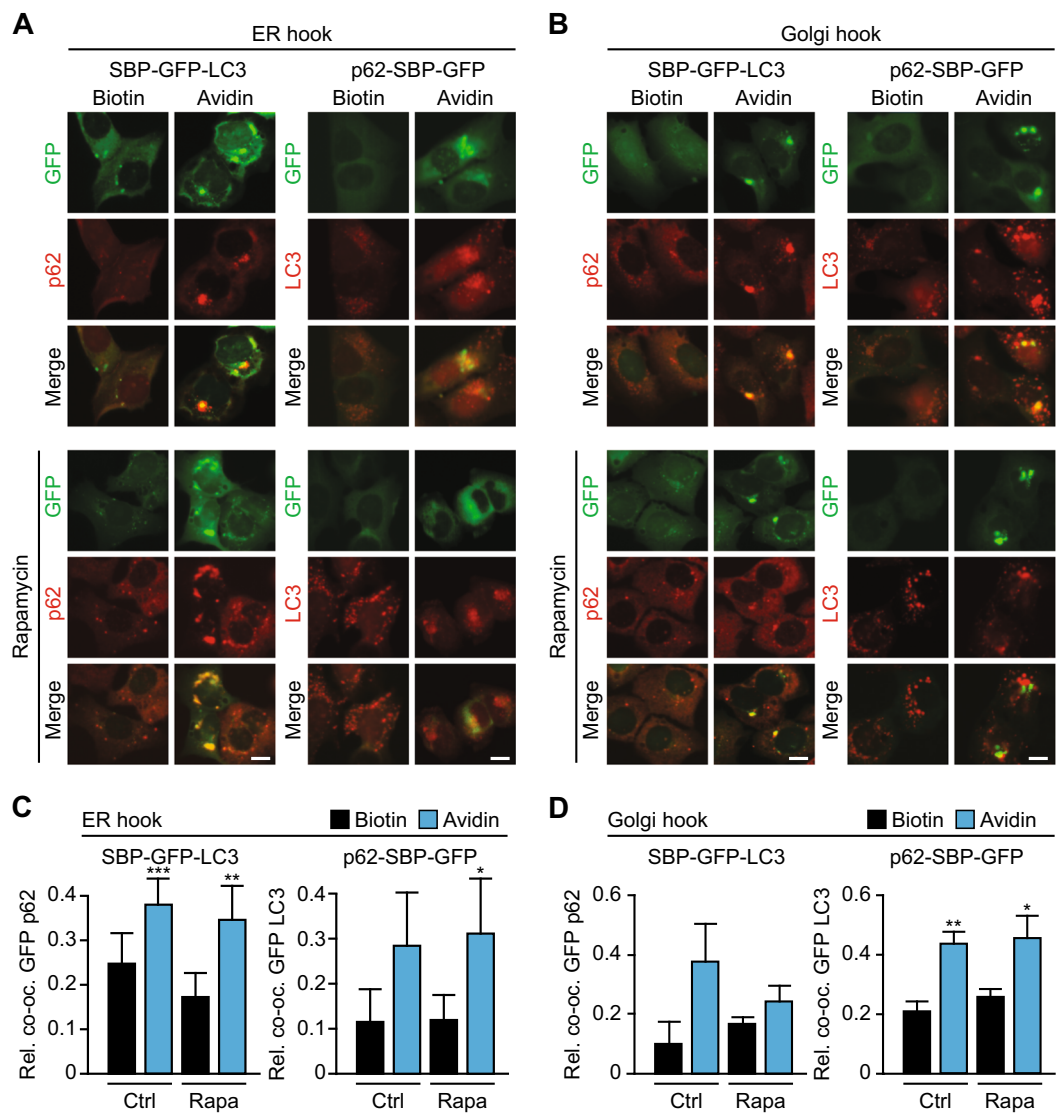 A
ER hook
SBP-GFP-LC3
p62-SBP-GFP
Biotin
Avidin
Biotin
Avidin
GFP
GFP
p62
LC3
Merge
Merge
Rapamycin
GFP
GFP
p62
LC3
Merge
Merge
B
Golgi hook
SBP-GFP-LC3
p62-SBP-GFP
Biotin
Avidin
Biotin
Avidin
GFP
GFP
p62
LC3
Merge
Merge
Rapamycin
GFP
GFP
p62
LC3
Merge
Merge
C
ER hook
Biotin
Avidin
SBP-GFP-LC3
Rel. co-oc. GFP p62
0.4
0.3
0.2
0.1
0
***
**
Ctrl
Rapa
p62-SBP-GFP
Rel. co-oc. GFP LC3
0.4
0.3
0.1
0
*
Ctrl
Rapa
D
Golgi hook
Biotin
Avidin
SBP-GFP-LC3
Rel. co-oc. GFP p62
0.6
0.4
0.2
0
Ctrl
Rapa
p62-SBP-GFP
Rel. co-oc. GFP LC3
0.6
0.4
0.2
0
**
*
Ctrl
Rapa